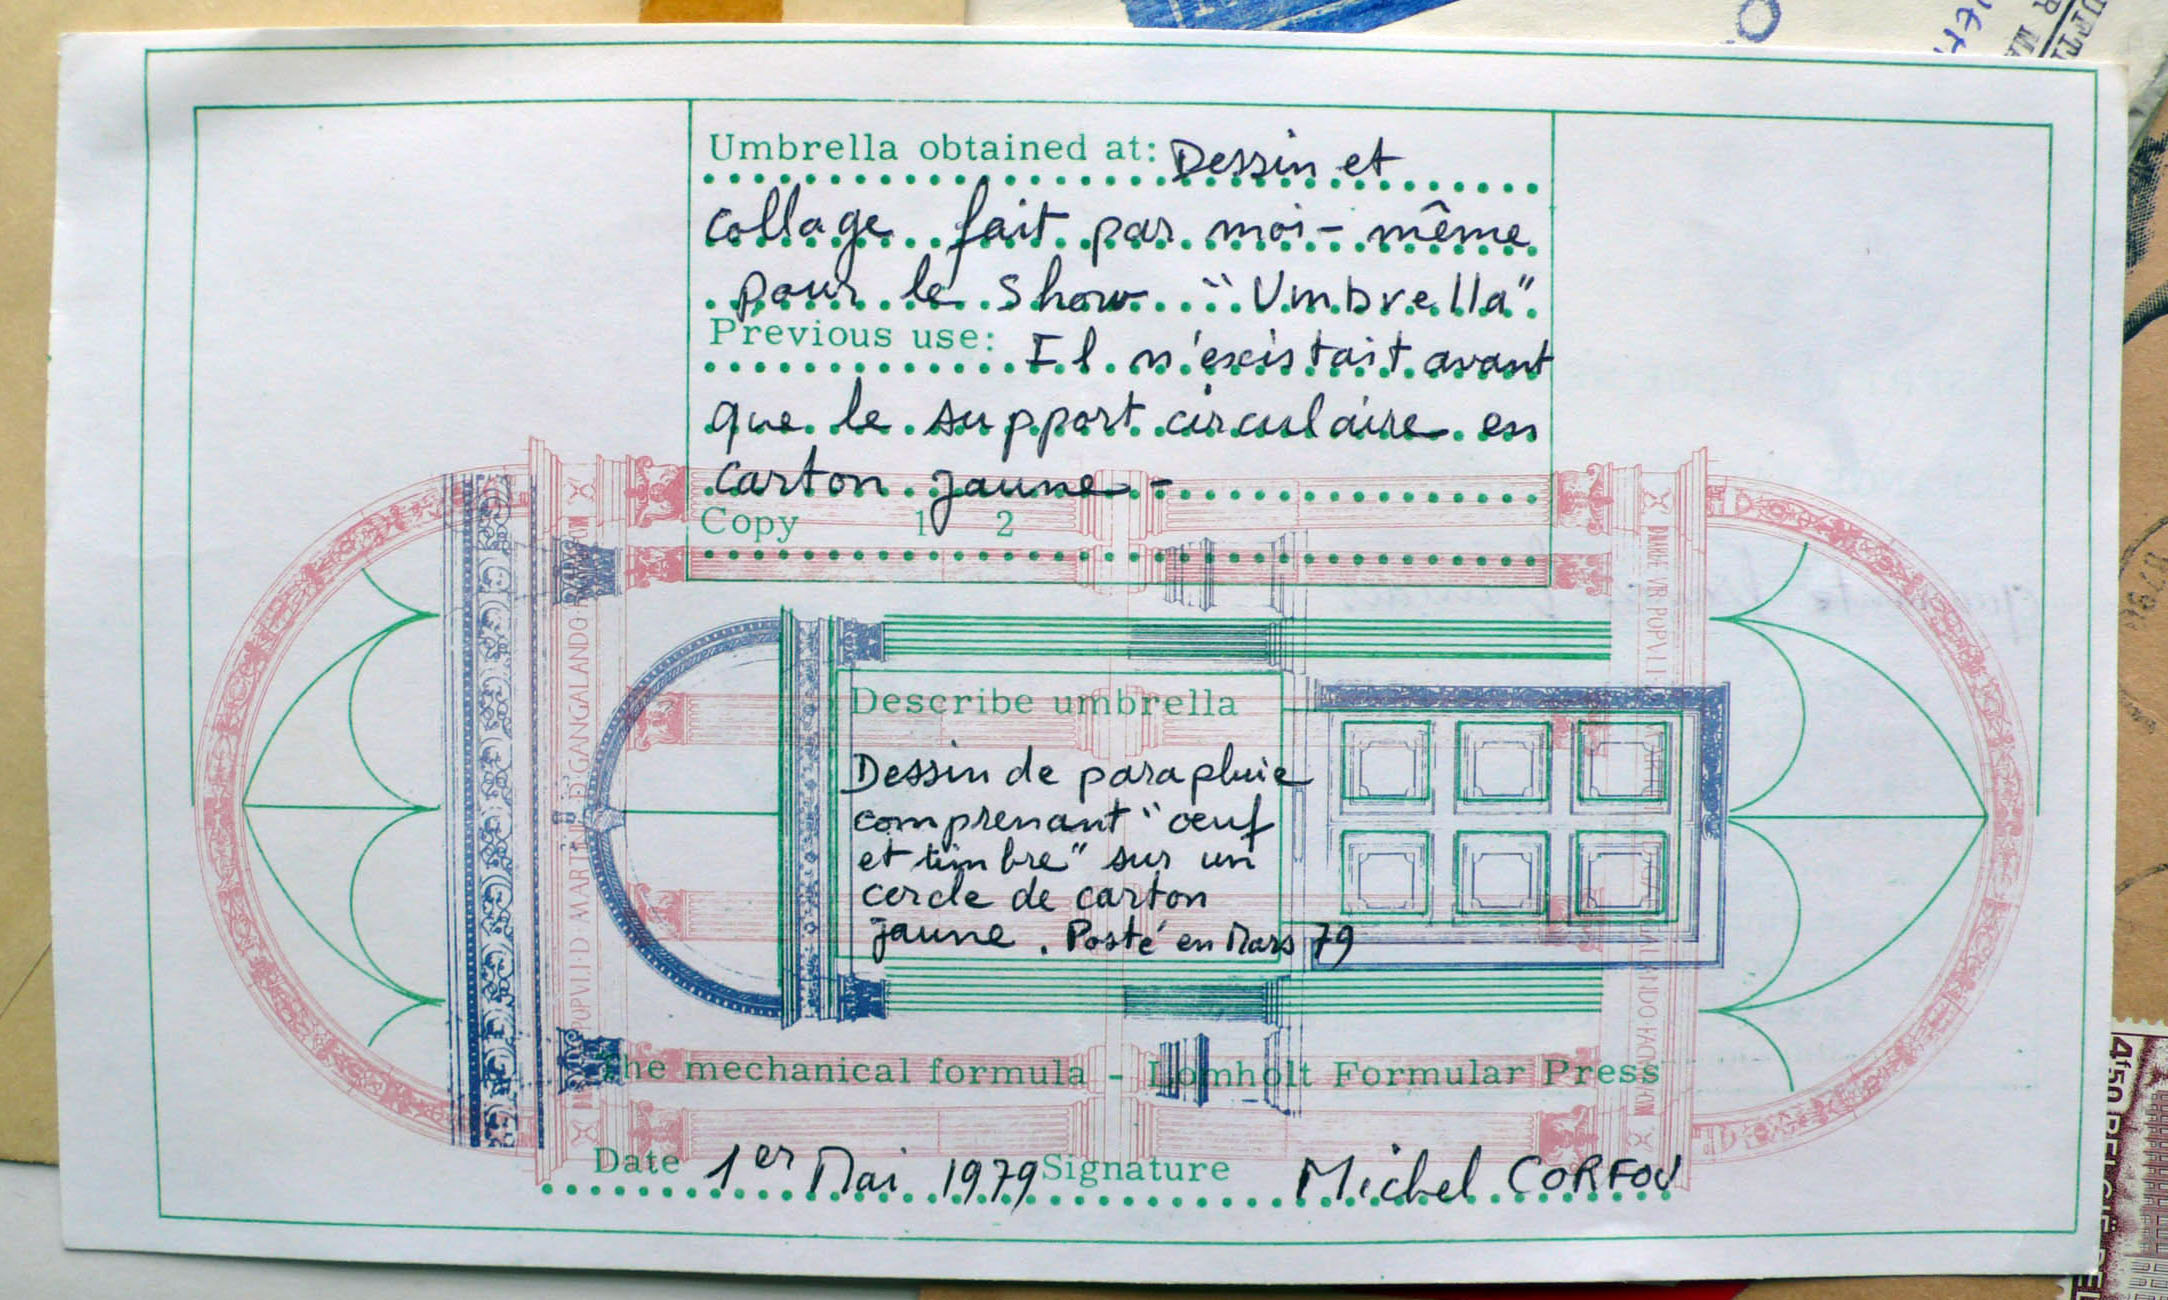 Umbrella obtained at: Dessin et
collage fait par moi-même
pour le show "Umbrella"
Previous use: Il n'existait avant
que le support circulaire en
carton jaune -
Copy 1 2
Describe umbrella
Dessin de parapluie
comprenant "oeuf
et timbre" sur un
cercle de carton
jaune. Posté en Mars 79
The mechanical formula - Lomholt Formular Press
Date 1er Mai 1979 Signature Michel CORFOU